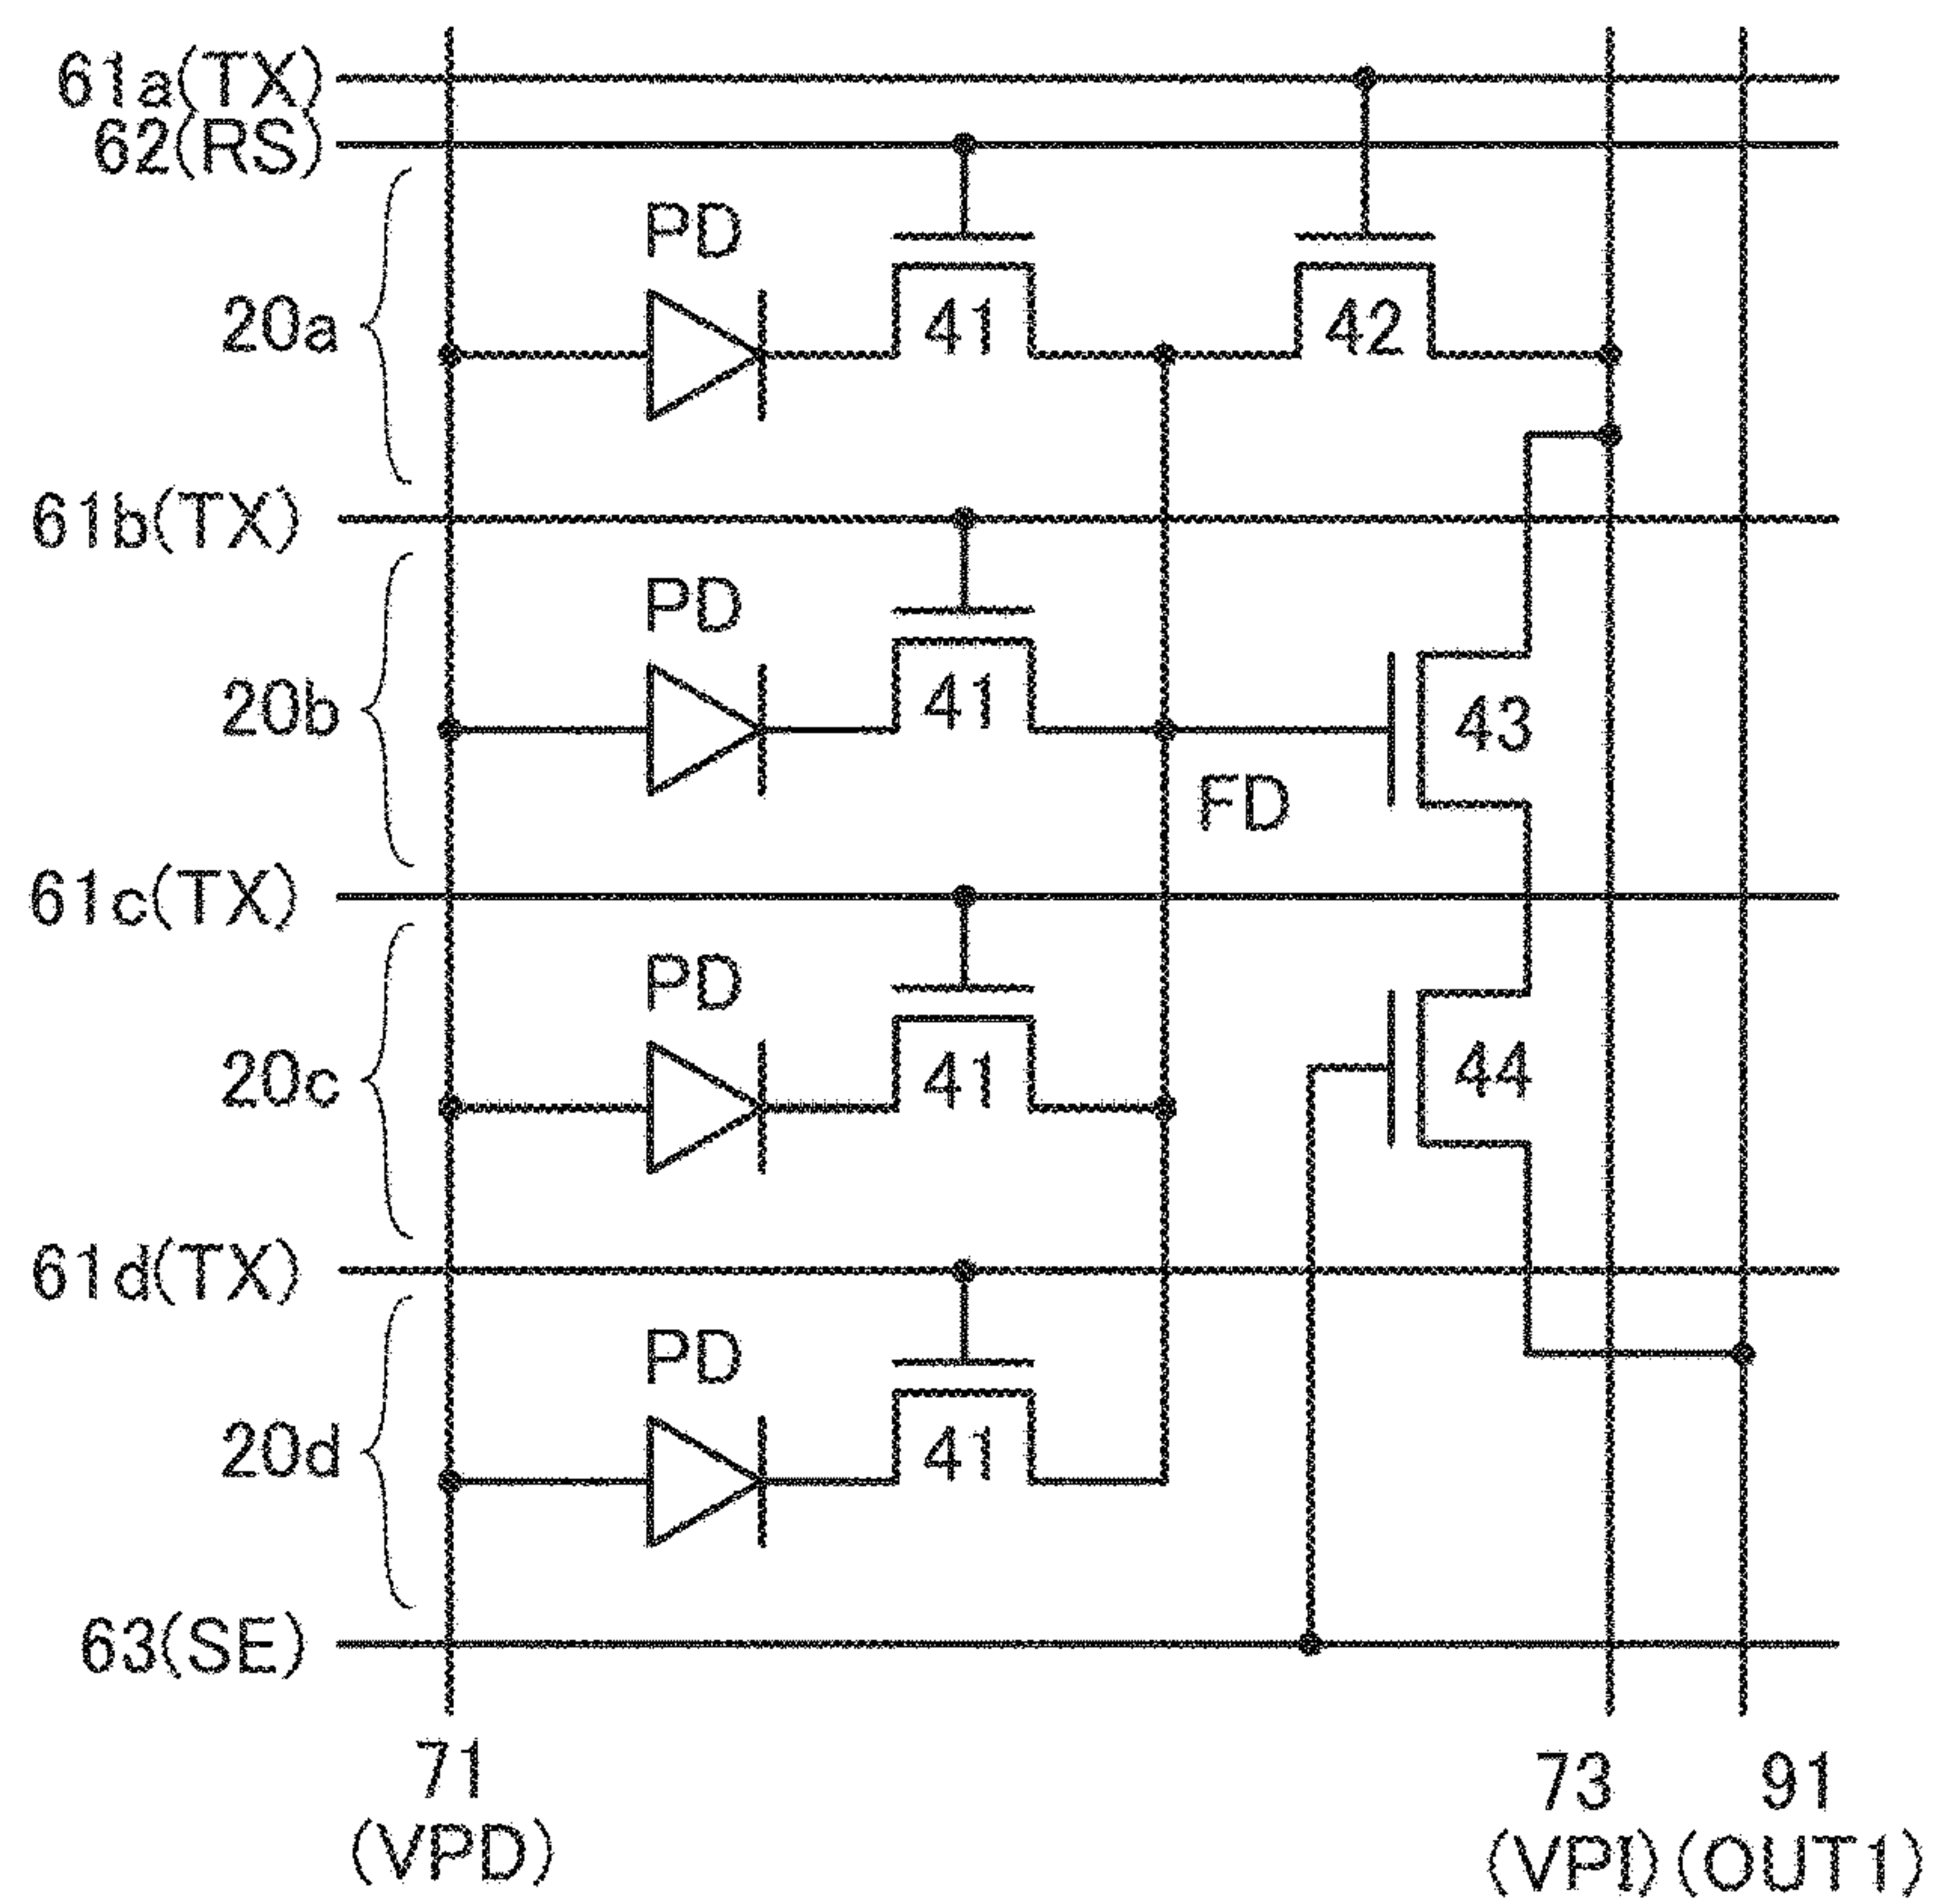 61a(TX)
62(RS)
PD
20a
41
42
61b(TX)
PD
20b
41
43
FD
61c(TX)
PD
20c
41
44
61d(TX)
PD
20d
41
63(SE)
71
(VPD)
73
(VPI)
91
(OUT1)